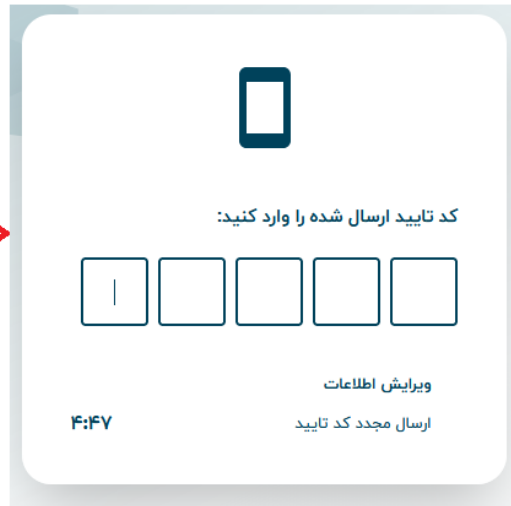 کد تایید ارسال شده را وارد کنید:
ویرایش اطلاعات
ارسال مجدد کد تایید ۴:۴۷